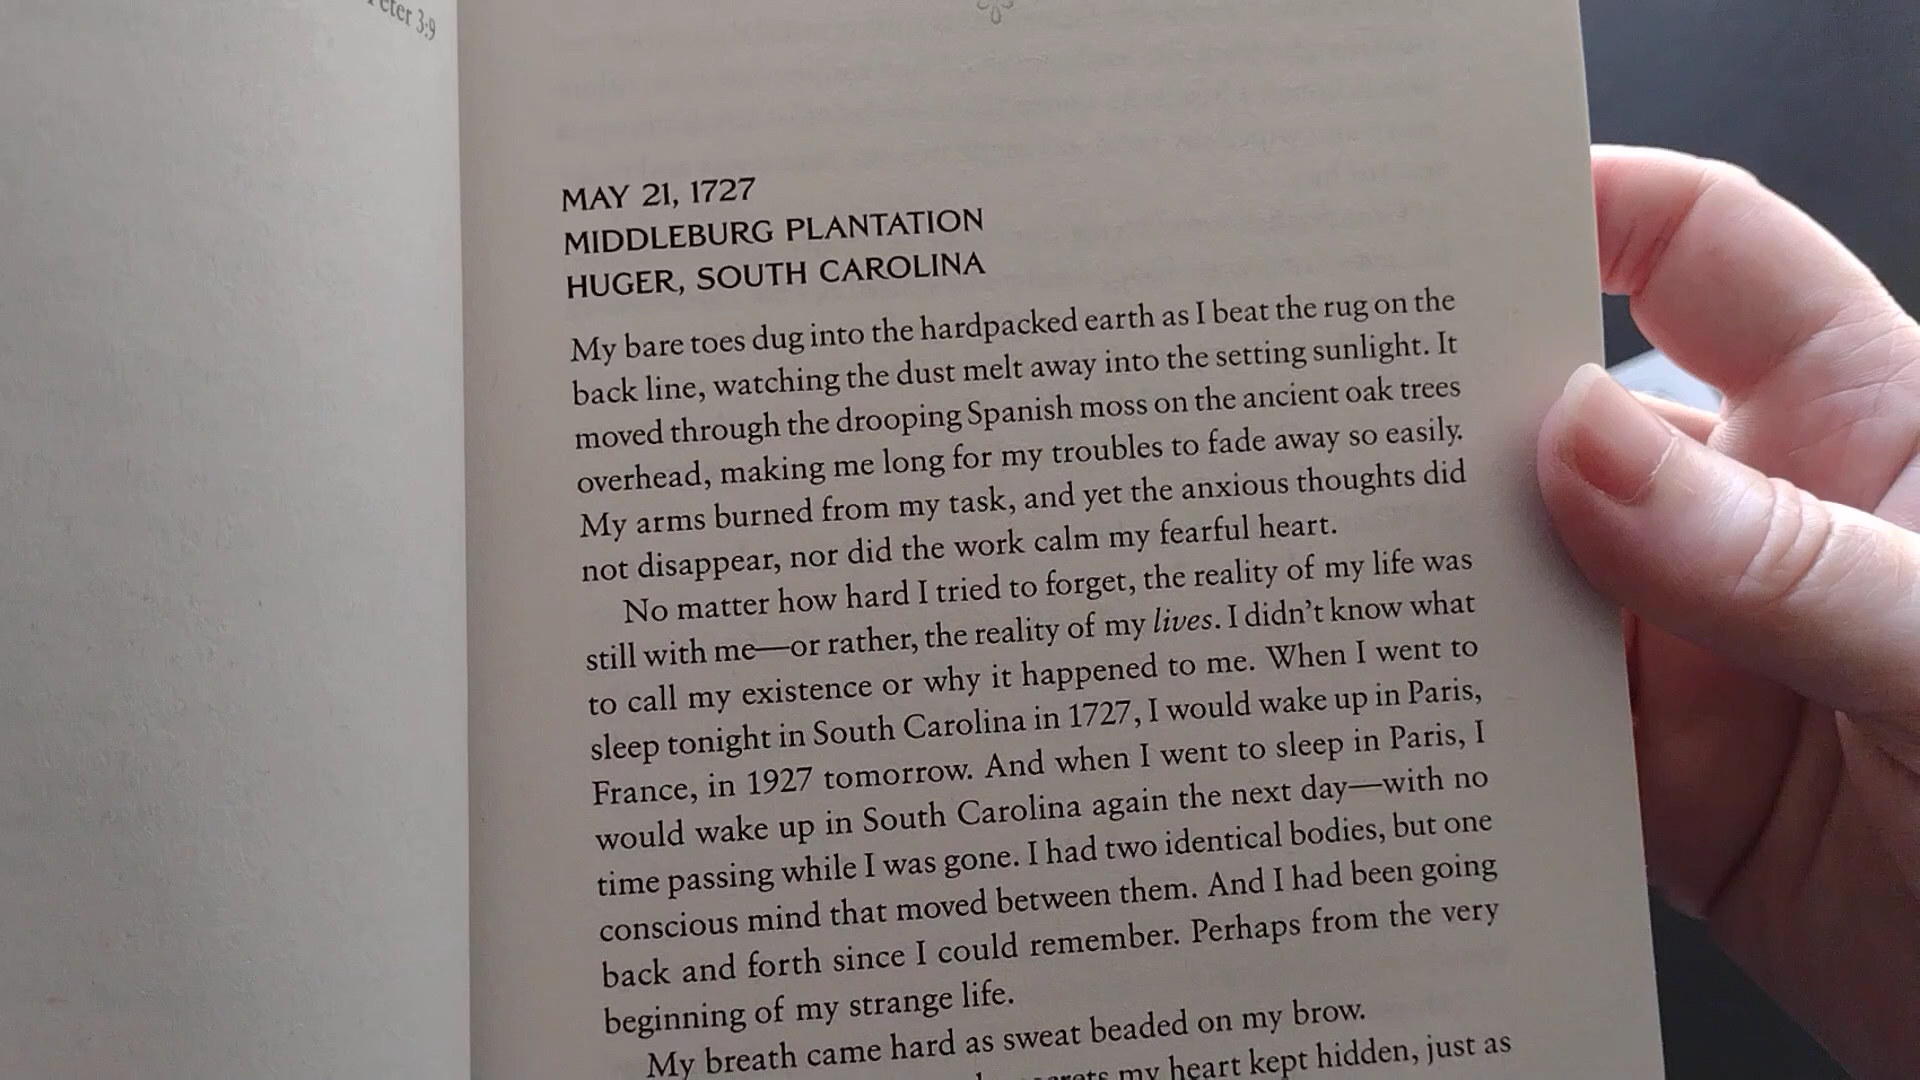 eter 3:9
MAY 21, 1727
MIDDLEBURG PLANTATION
HUGER, SOUTH CAROLINA
My bare toes dug into the hardpacked earth as I beat the rug on the
back line, watching the dust melt away into the setting sunlight. It
moved through the drooping Spanish moss on the ancient oak trees
overhead, making me long for my troubles to fade away so easily.
My arms burned from my task, and yet the anxious thoughts did
not disappear, nor did the work calm my fearful heart.
No matter how hard I tried to forget, the reality of my life was
still with me—or rather, the reality of my lives. I didn't know what
to call my existence or why it happened to me. When I went to
sleep tonight in South Carolina in 1727, I would wake up in Paris,
France, in 1927 tomorrow. And when I went to sleep in Paris, I
would wake up in South Carolina again the next day—with no
time passing while I was gone. I had two identical bodies, but one
conscious mind that moved between them. And I had been going
back and forth since I could remember. Perhaps from the very
beginning of my strange life.
My breath came hard as sweat beaded on my brow.
my heart kept hidden, just as